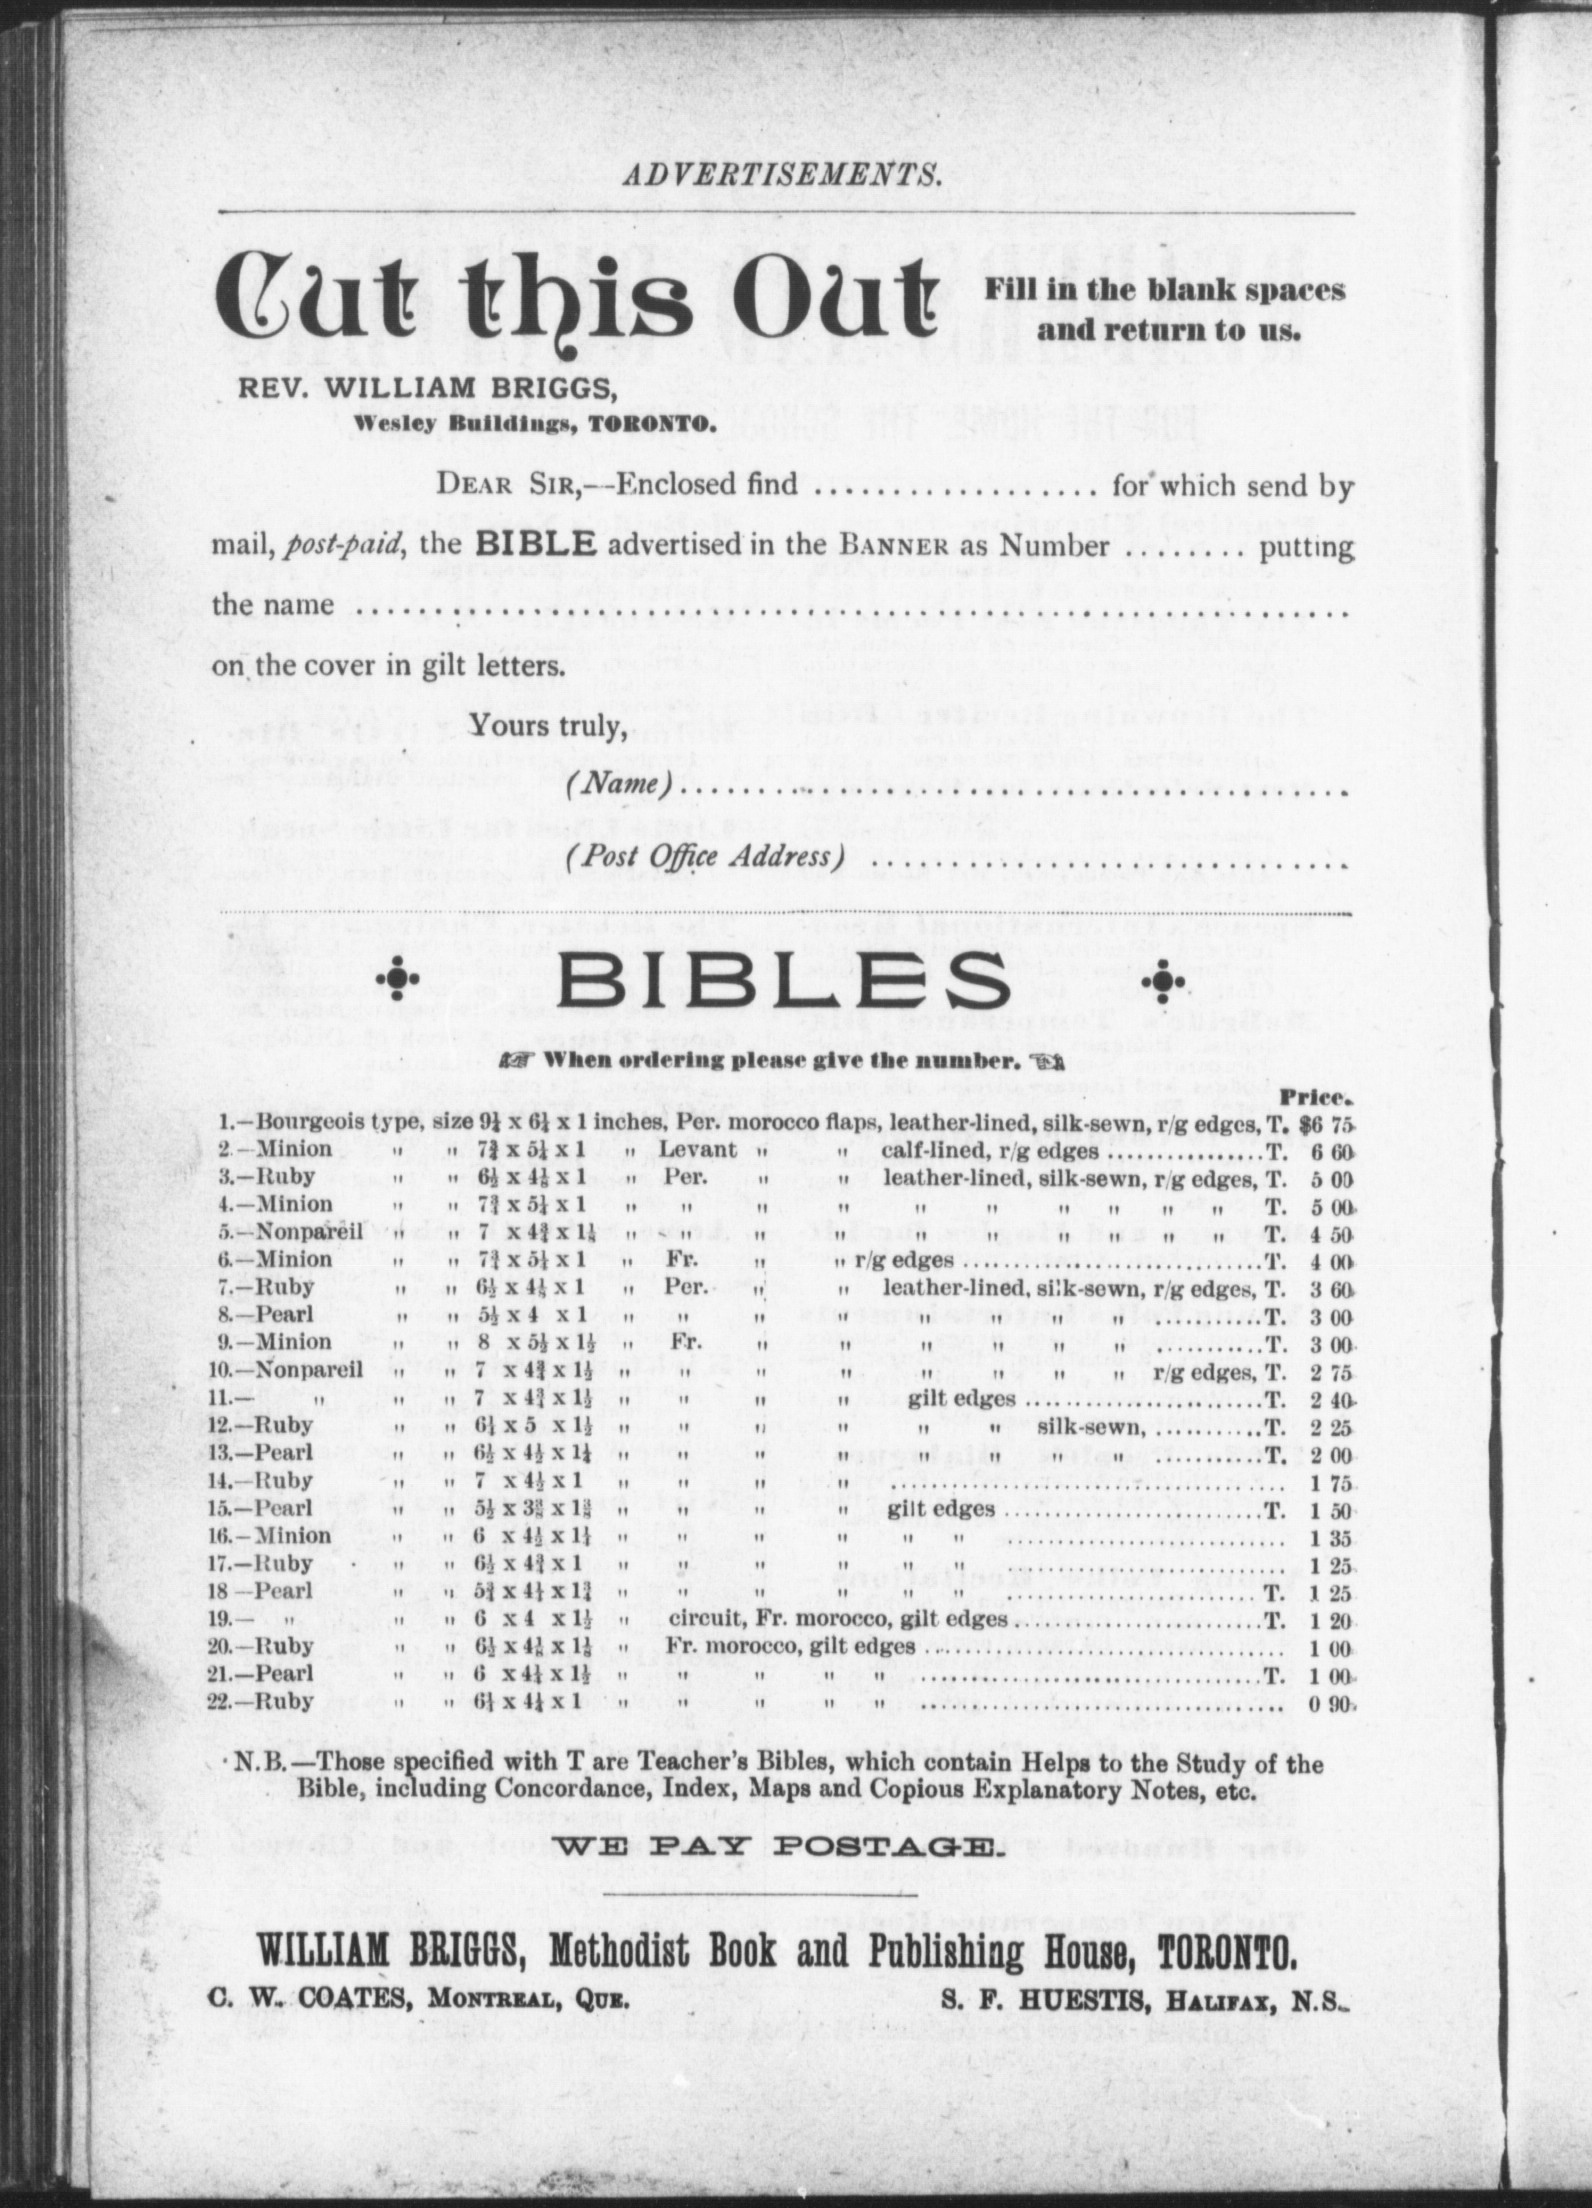 ADVERTISEMENTS.
Cut this Out
Fill in the blank spaces
and return to us.
REV. WILLIAM BRIGGS,
Wesley Buildings, TORONTO.
DEAR SIR,—Enclosed find .................. for which send by
mail, post-paid, the BIBLE advertised in the BANNER as Number ........ putting
the name ..............................................................
on the cover in gilt letters.
Yours truly,
(Name)..........................................
(Post Office Address) ..............................
BIBLES
☞ When ordering please give the number. ☜
Price.
1.—Bourgeois type, size 9¼ x 6¼ x 1 inches, Per. morocco flaps, leather-lined, silk-sewn, r/g edges, T. $6 75
2.—Minion " " 7¾ x 5¼ x 1 " Levant " " calf-lined, r/g edges ................T. 6 60
3.—Ruby " " 6½ x 4⅛ x 1 " Per. " " leather-lined, silk-sewn, r/g edges, T. 5 00
4.—Minion " " 7¾ x 5¼ x 1 " " " " " " " " " " T. 5 00
5.—Nonpareil " " 7 x 4¾ x 1⅛ " " " " " " " " " " T. 4 50
6.—Minion " " 7¾ x 5¼ x 1 " Fr. " " r/g edges ..............................T. 4 00
7.—Ruby " " 6½ x 4⅛ x 1 " Per. " " leather-lined, silk-sewn, r/g edges, T. 3 60
8.—Pearl " " 5½ x 4 x 1 " " " " " " " " ...........T. 3 00
9.—Minion " " 8 x 5½ x 1½ " Fr. " " " " " " ...........T. 3 00
10.—Nonpareil " " 7 x 4¾ x 1½ " " " " " " " " r/g edges, T. 2 75
11.— " " " 7 x 4¾ x 1½ " " " " gilt edges ........................T. 2 40
12.—Ruby " " 6¼ x 5 x 1½ " " " " " " silk-sewn, ...........T. 2 25
13.—Pearl " " 6½ x 4½ x 1¼ " " " " " " " " ...........T. 2 00
14.—Ruby " " 7 x 4½ x 1 " " " " ....................................... 1 75
15.—Pearl " " 5½ x 3⅜ x 1⅜ " " " " gilt edges ..........................T. 1 50
16.—Minion " " 6 x 4½ x 1¼ " " " " " " ............................ 1 35
17.—Ruby " " 6½ x 4¾ x 1 " " " " " " ............................ 1 25
18—Pearl " " 5¾ x 4¼ x 1¾ " " " " " " .........................T. 1 25
19.— " " " 6 x 4 x 1½ " circuit, Fr. morocco, gilt edges .........................T. 1 20
20.—Ruby " " 6½ x 4⅛ x 1⅛ " Fr. morocco, gilt edges .................................... 1 00
21.—Pearl " " 6 x 4¼ x 1½ " " " " " ..................................T. 1 00
22.—Ruby " " 6¼ x 4¼ x 1 " " " " " .................................... 0 90
N.B.—Those specified with T are Teacher's Bibles, which contain Helps to the Study of the
Bible, including Concordance, Index, Maps and Copious Explanatory Notes, etc.
WE PAY POSTAGE.
WILLIAM BRIGGS, Methodist Book and Publishing House, TORONTO.
C. W. COATES, MONTREAL, QUE.
S. F. HUESTIS, HALIFAX, N.S.